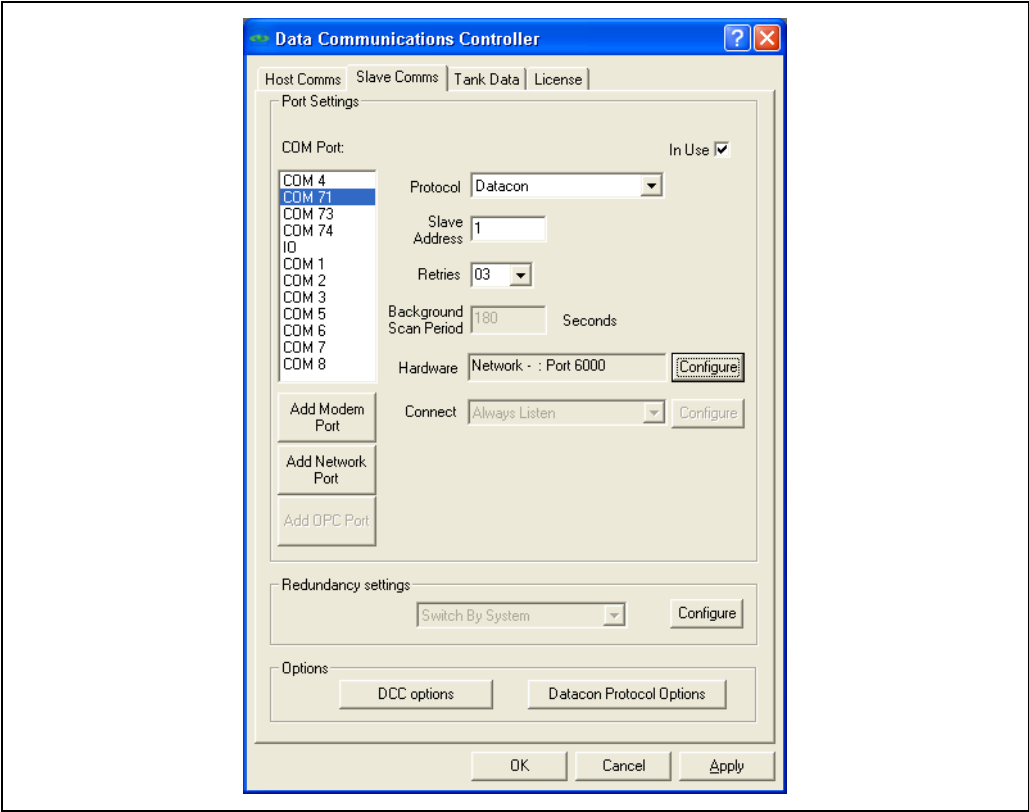 Data Communications Controller
Host Comms Slave Comms Tank Data License
Port Settings
COM Port:
In Use
COM 4
COM 71
COM 73
COM 74
IO
COM 1
COM 2
COM 3
COM 5
COM 6
COM 7
COM 8
Protocol Datacon
Slave
Address
1
Retries 03
Background
Scan Period
180 Seconds
Hardware Network - : Port 6000 Configure
Connect Always Listen Configure
Add Modem
Port
Add Network
Port
Add OPC Port
Redundancy settings
Switch By System Configure
Options
DCC options Datacon Protocol Options
OK Cancel Apply